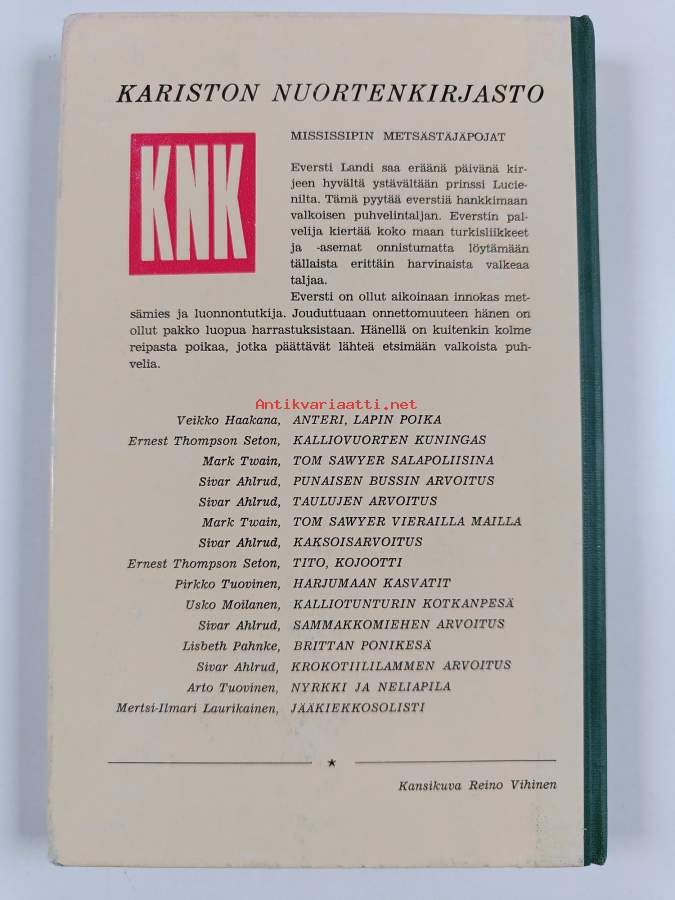 KARISTON NUORTENKIRJASTO
KNK
MISSISSIPIN METSÄSTÄJÄPOJAT
Eversti Landi saa eräänä päivänä kir-
jeen hyvältä ystävältään prinssi Lucie-
nilta. Tämä pyytää everstiä hankkimaan
valkoisen puhvelintaljan. Everstin pal-
velija kiertää koko maan turkisliikkeet
ja -asemat onnistumatta löytämään
tällaista erittäin harvinaista valkeaa
taljaa.
Eversti on ollut aikoinaan innokas met-
sämies ja luonnontutkija. Jouduttuaan onnettomuuteen hänen on
ollut pakko luopua harrastuksistaan. Hänellä on kuitenkin kolme
reipasta poikaa, jotka päättävät lähteä etsimään valkoista puh-
velia.
Antikvariaatti.net
Veikko Haakana, ANTERI, LAPIN POIKA
Ernest Thompson Seton, KALLIOVUORTEN KUNINGAS
Mark Twain, TOM SAWYER SALAPOLIISINA
Sivar Ahlrud, PUNAISEN BUSSIN ARVOITUS
Sivar Ahlrud, TAULUJEN ARVOITUS
Mark Twain, TOM SAWYER VIERAILLA MAILLA
Sivar Ahlrud, KAKSOISARVOITUS
Ernest Thompson Seton, TITO, KOJOOTTI
Pirkko Tuovinen, HARJUMAAN KASVATIT
Usko Moilanen, KALLIOTUNTURIN KOTKANPESÄ
Sivar Ahlrud, SAMMAKKOMIEHEN ARVOITUS
Lisbeth Pahnke, BRITTAN PONIKESÄ
Sivar Ahlrud, KROKOTIILILAMMEN ARVOITUS
Arto Tuovinen, NYRKKI JA NELIAPILA
Mertsi-Ilmari Laurikainen, JÄÄKIEKKOSOLISTI
Kansikuva Reino Vihinen